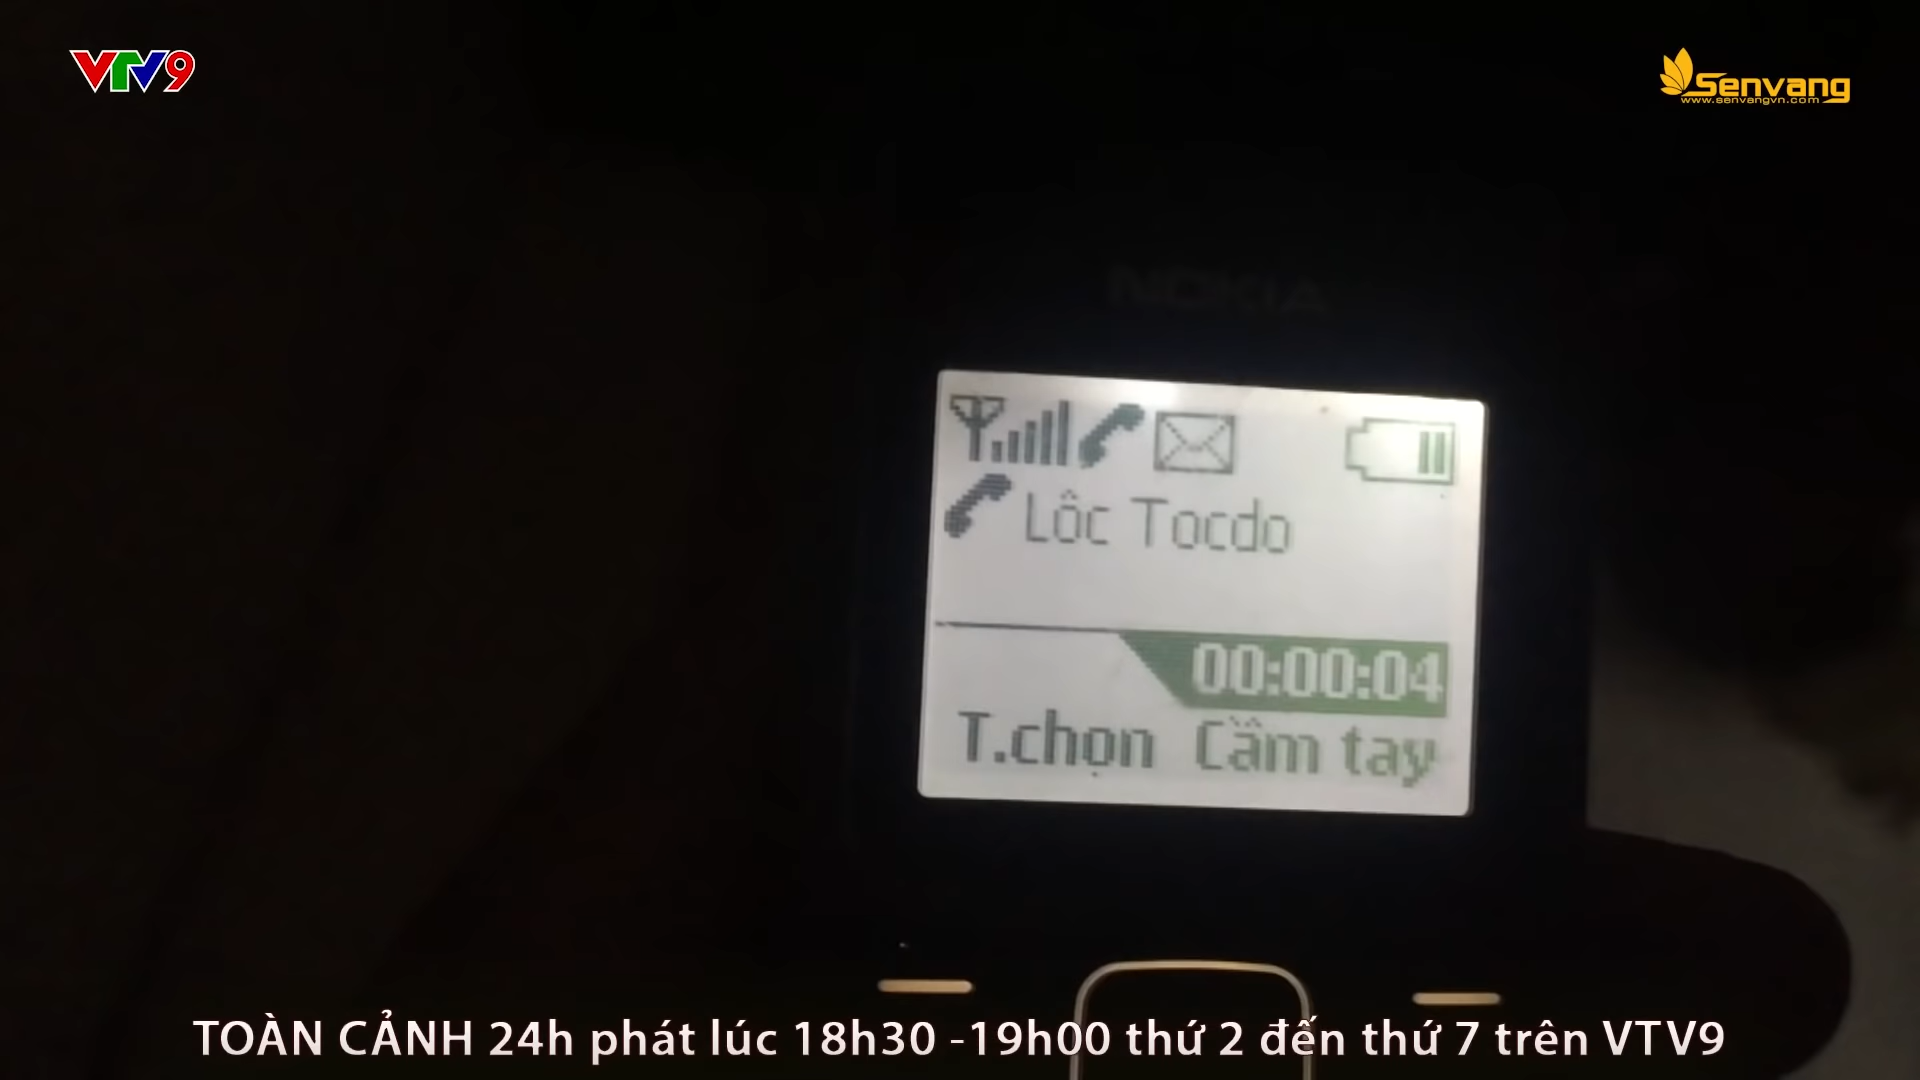 VTV9
Senvang
www.senvangvn.com
NOKIA
Lôc Tocdo
00:00:04
T.chọn Cầm tay
TOÀN CẢNH 24h phát lúc 18h30 -19h00 thứ 2 đến thứ 7 trên VTV9